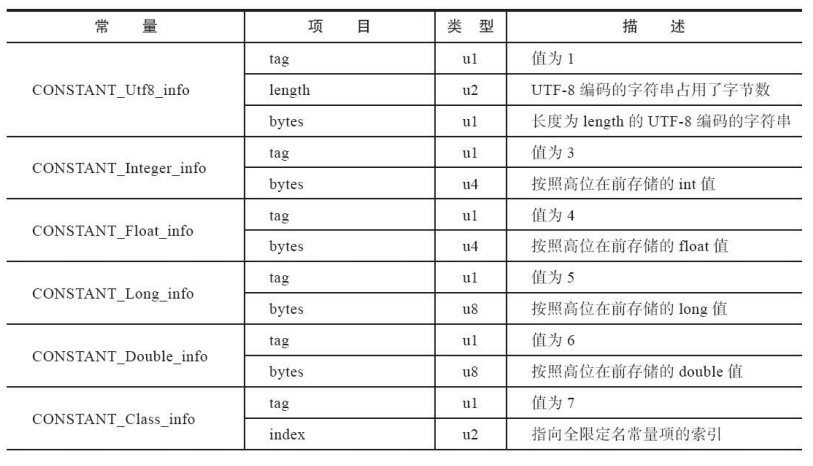 常 量 项 目 类 型 描 述
CONSTANT_Utf8_info
tag u1 值为 1
length u2 UTF-8 编码的字符串占用了字节数
bytes u1 长度为 length 的 UTF-8 编码的字符串
CONSTANT_Integer_info
tag u1 值为 3
bytes u4 按照高位在前存储的 int 值
CONSTANT_Float_info
tag u1 值为 4
bytes u4 按照高位在前存储的 float 值
CONSTANT_Long_info
tag u1 值为 5
bytes u8 按照高位在前存储的 long 值
CONSTANT_Double_info
tag u1 值为 6
bytes u8 按照高位在前存储的 double 值
CONSTANT_Class_info
tag u1 值为 7
index u2 指向全限定名常量项的索引